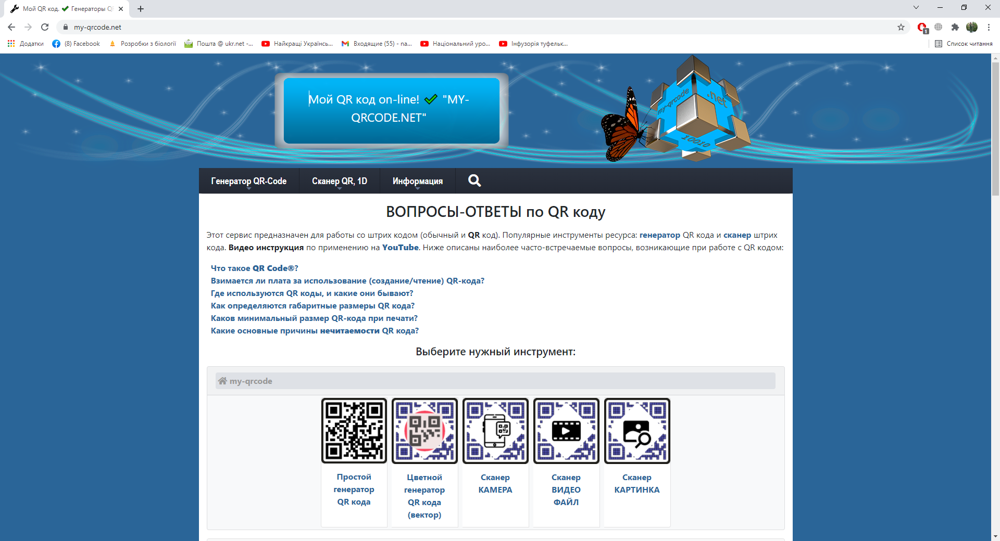 Мой QR код. ✔ Генераторы QR
my-qrcode.net
1
Додатки
(8) Facebook
Розробки з біології
Пошта @ ukr.net -...
Найкращі Українсь...
Входящие (55) - na...
Національний уро...
Інфузорія туфельк...
Список читання
Мой QR код on-line! ✔ "MY-
QRCODE.NET"
my-qrcode
.net
10010
Генератор QR-Code
Сканер QR, 1D
Информация
ВОПРОСЫ-ОТВЕТЫ по QR коду
Этот сервис предназначен для работы со штрих кодом (обычный и QR код). Популярные инструменты ресурса: генератор QR кода и сканер штрих
кода. Видео инструкция по применению на YouTube. Ниже описаны наиболее часто-встречаемые вопросы, возникающие при работе с QR кодом:
Что такое QR Code®?
Взимается ли плата за использование (создание/чтение) QR-кода?
Где используются QR коды, и какие они бывают?
Как определяются габаритные размеры QR кода?
Каков минимальный размер QR-кода при печати?
Какие основные причины нечитаемости QR кода?
Выберите нужный инструмент:
my-qrcode
Простой
генератор
QR кода
Цветной
генератор
QR кода
(вектор)
Сканер
КАМЕРА
Сканер
ВИДЕО
ФАЙЛ
Сканер
КАРТИНКА